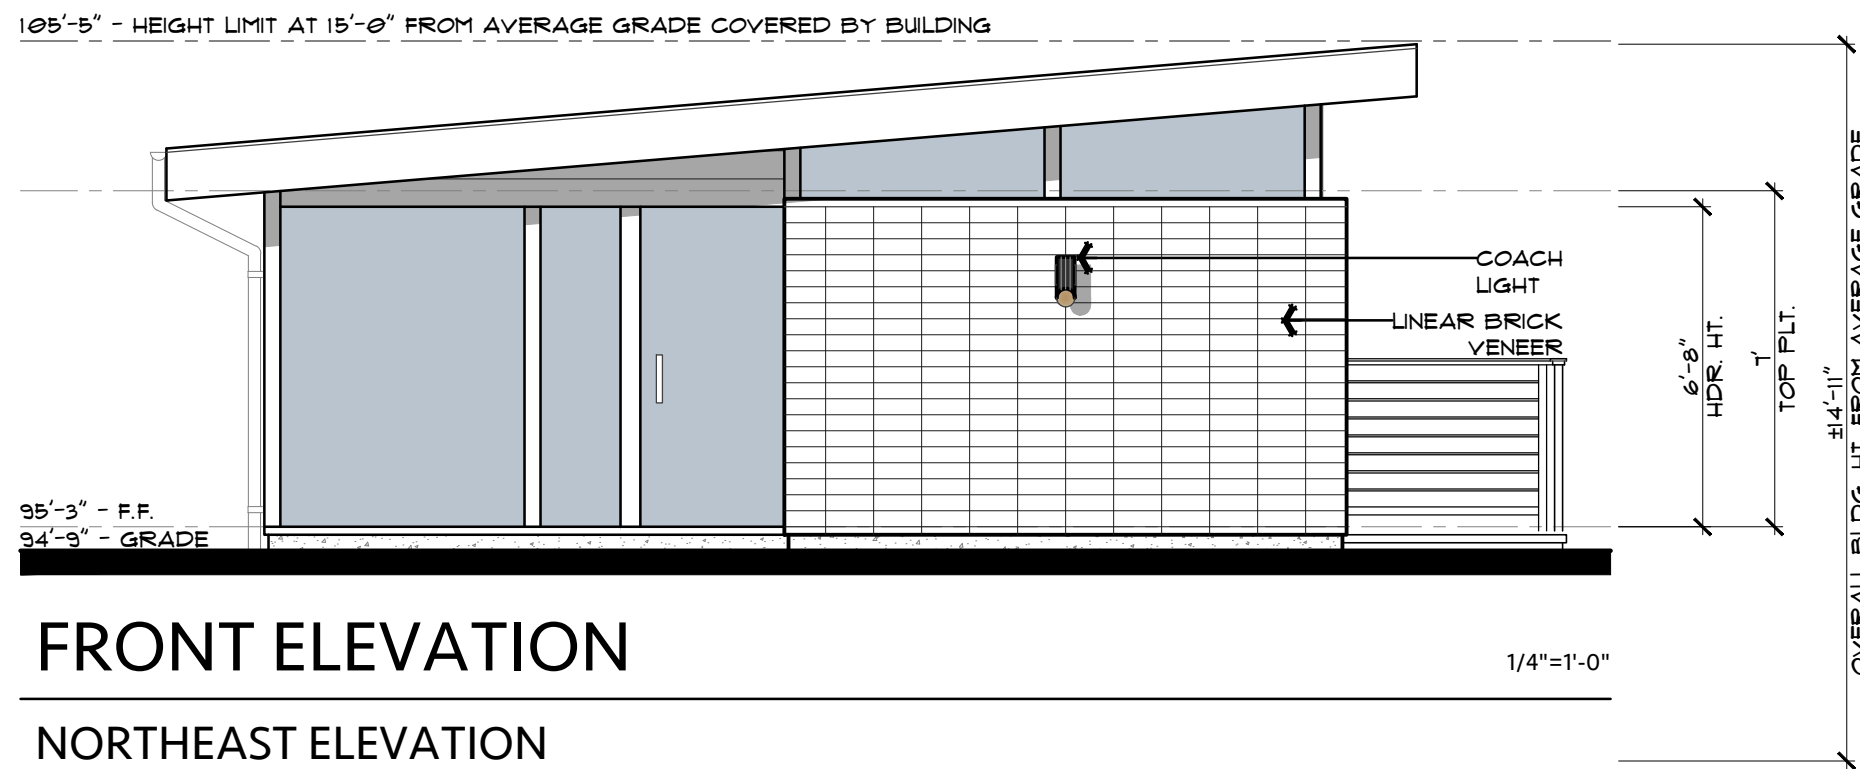 105'-5" - HEIGHT LIMIT AT 15'-0" FROM AVERAGE GRADE COVERED BY BUILDING
COACH
LIGHT
LINEAR BRICK
VENEER
6'-8"
HDR. HT.
7'
TOP PLT.
±14'-11"
OVERALL BLDG. HT. FROM AVERAGE GRADE
95'-3" - F.F.
94'-9" - GRADE
FRONT ELEVATION
1/4"=1'-0"
NORTHEAST ELEVATION